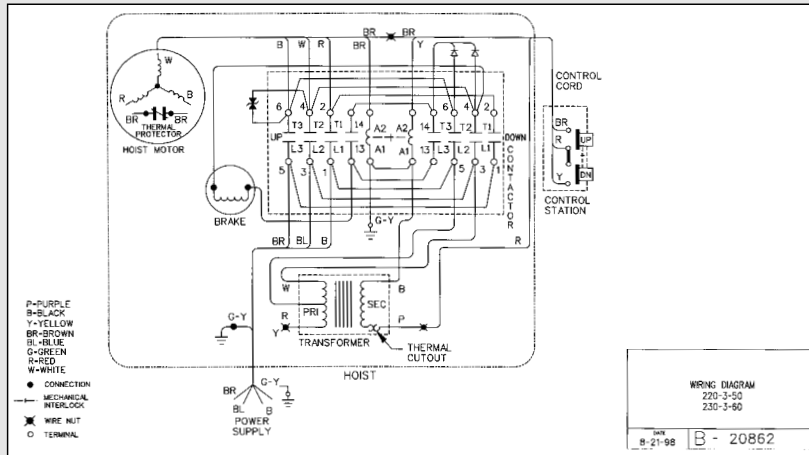 BR BR
B W R BR Y
W
R B
BR BR
THERMAL
PROTECTOR
HOIST MOTOR
6 4 2 14 14 6 4 2
T3 T2 T1 A2 A2 T3 T2 T1
UP DOWN
L3 L2 L1 13 A1 A1 13 L3 L2 L1
5 3 1 5 3 1
CONTACTOR
CONTROL
CORD
BR
R UP
Y DN
CONTROL
STATION
BRAKE
G-Y
BR BL B
R
W B
PRI SEC
R P
Y
TRANSFORMER
THERMAL
CUTOUT
G-Y
HOIST
BR G-Y
BL B
POWER
SUPPLY
P-PURPLE
B-BLACK
Y-YELLOW
BR-BROWN
BL-BLUE
G-GREEN
R-RED
W-WHITE
CONNECTION
MECHANICAL
INTERLOCK
WIRE NUT
TERMINAL
WIRING DIAGRAM
220-3-50
230-3-60
DATE
8-21-98
B - 20862